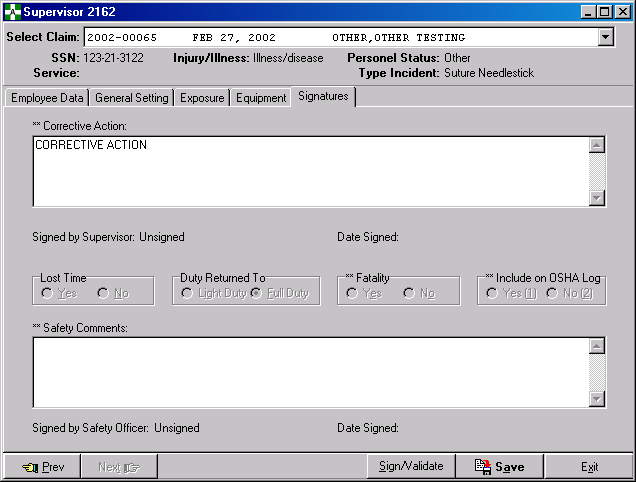 Supervisor 2162
Select Claim: 2002-00065 FEB 27, 2002 OTHER,OTHER TESTING
SSN: 123-21-3122 Injury/Illness: Illness/disease Personel Status: Other
Service: Type Incident: Suture Needlestick
Employee Data General Setting Exposure Equipment Signatures
** Corrective Action:
CORRECTIVE ACTION
Signed by Supervisor: Unsigned Date Signed:
Lost Time Duty Returned To ** Fatality ** Include on OSHA Log
Yes No Light Duty Full Duty Yes No Yes (1) No (2)
** Safety Comments:
Signed by Safety Officer: Unsigned Date Signed:
Prev Next Sign/Validate Save Exit